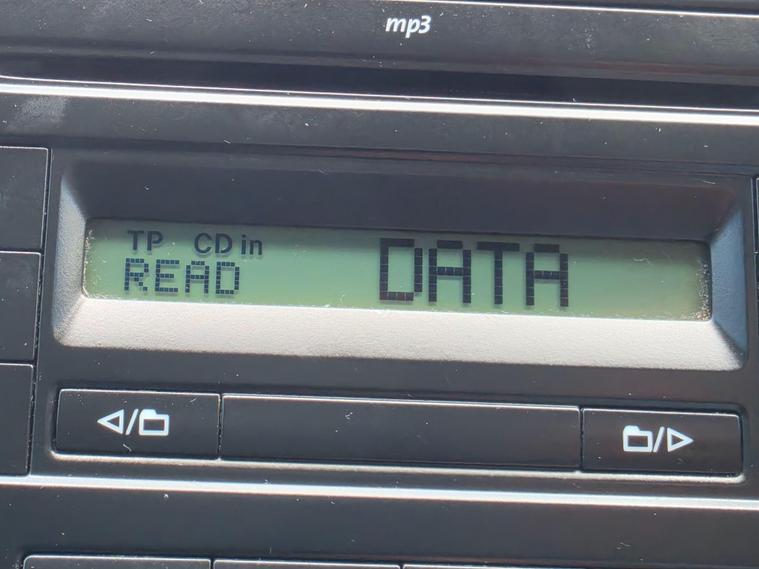 mp3
TP CD in
READ DATA
/
/